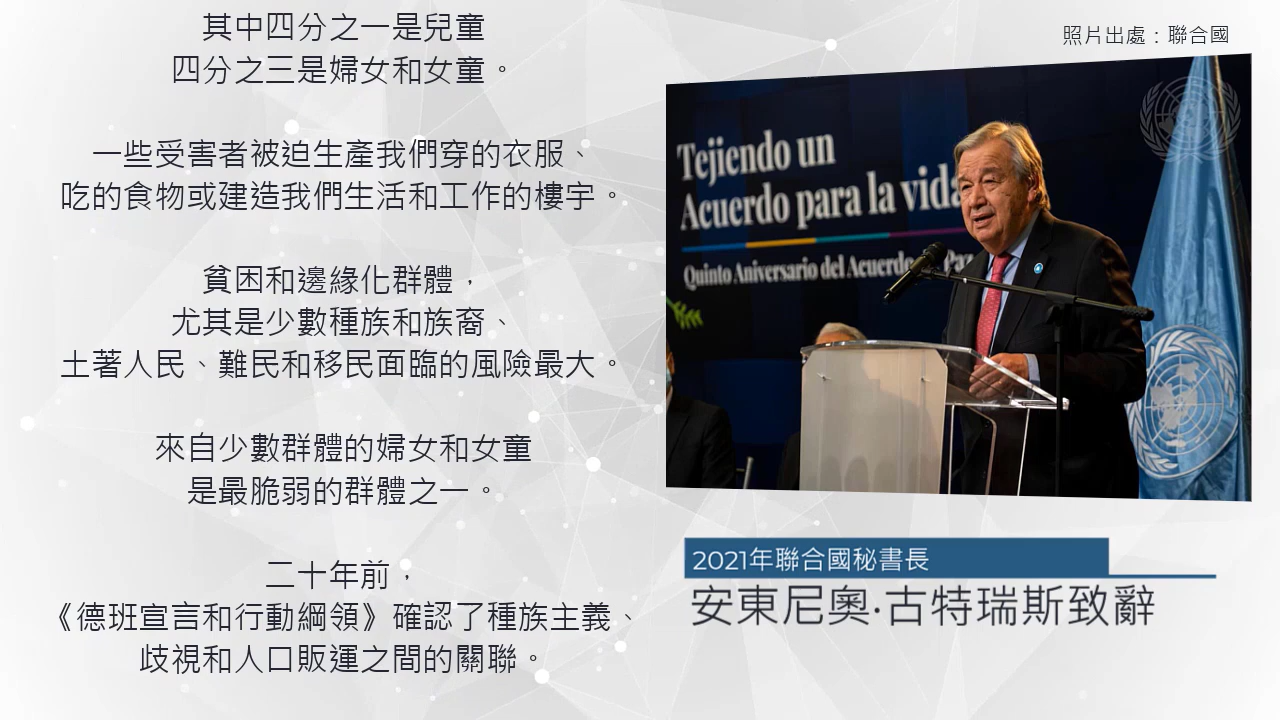 其中四分之一是兒童
四分之三是婦女和女童。
一些受害者被迫生產我們穿的衣服、
吃的食物或建造我們生活和工作的樓宇。
貧困和邊緣化群體，
尤其是少數種族和族裔、
土著人民、難民和移民面臨的風險最大。
來自少數群體的婦女和女童
是最脆弱的群體之一。
二十年前，
《德班宣言和行動綱領》確認了種族主義、
歧視和人口販運之間的關聯。
照片出處：聯合國
Tejiendo un
Acuerdo para la vida
Quinto Aniversario del Acuerdo Paz
2021年聯合國秘書長
安東尼奧·古特瑞斯致辭